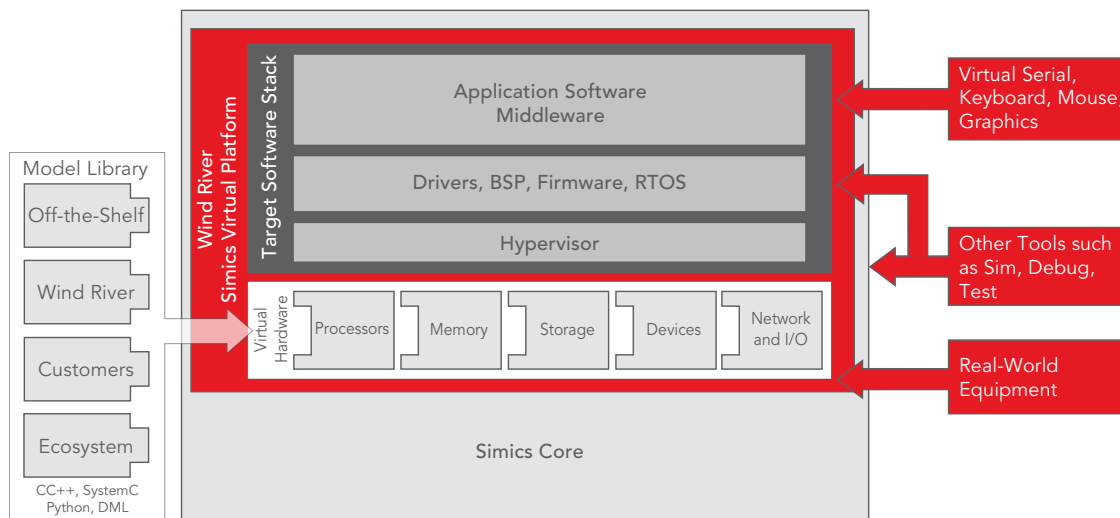 Model Library
Off-the-Shelf
Wind River
Customers
Ecosystem
CC++, SystemC
Python, DML
Wind River
Simics Virtual Platform
Target Software Stack
Application Software
Middleware
Drivers, BSP, Firmware, RTOS
Hypervisor
Virtual
Hardware
Processors
Memory
Storage
Devices
Network
and I/O
Simics Core
Virtual Serial,
Keyboard, Mouse,
Graphics
Other Tools such
as Sim, Debug,
Test
Real-World
Equipment